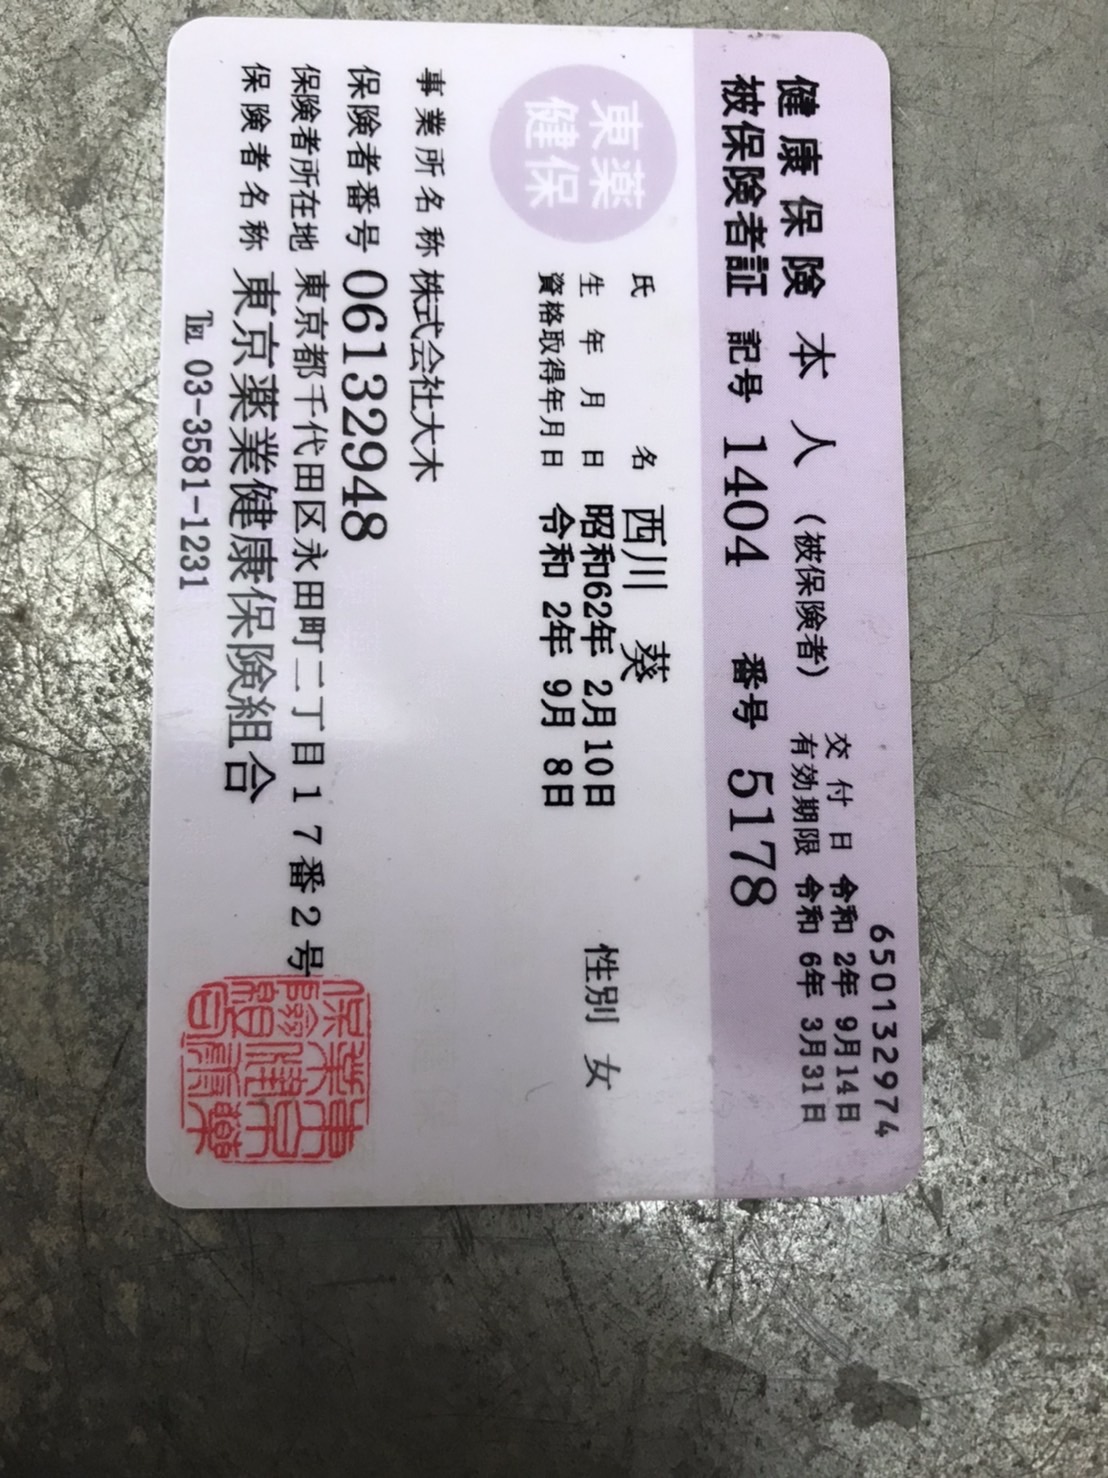 650132974
健康保険 本人 (被保険者) 交付日 令和 2年 9月14日
被保険者証 有効期限 令和 6年 3月31日
記号 1404 番号 5178
東薬
健保
氏名 西川 葵
生年月日 昭和62年 2月10日 性別 女
資格取得年月日 令和 2年 9月 8日
事業所名称 株式会社大木
保険者番号 06132948
保険者所在地 東京都千代田区永田町二丁目17番2号
保険者名称 東京薬業健康保険組合
℡ 03-3581-1231